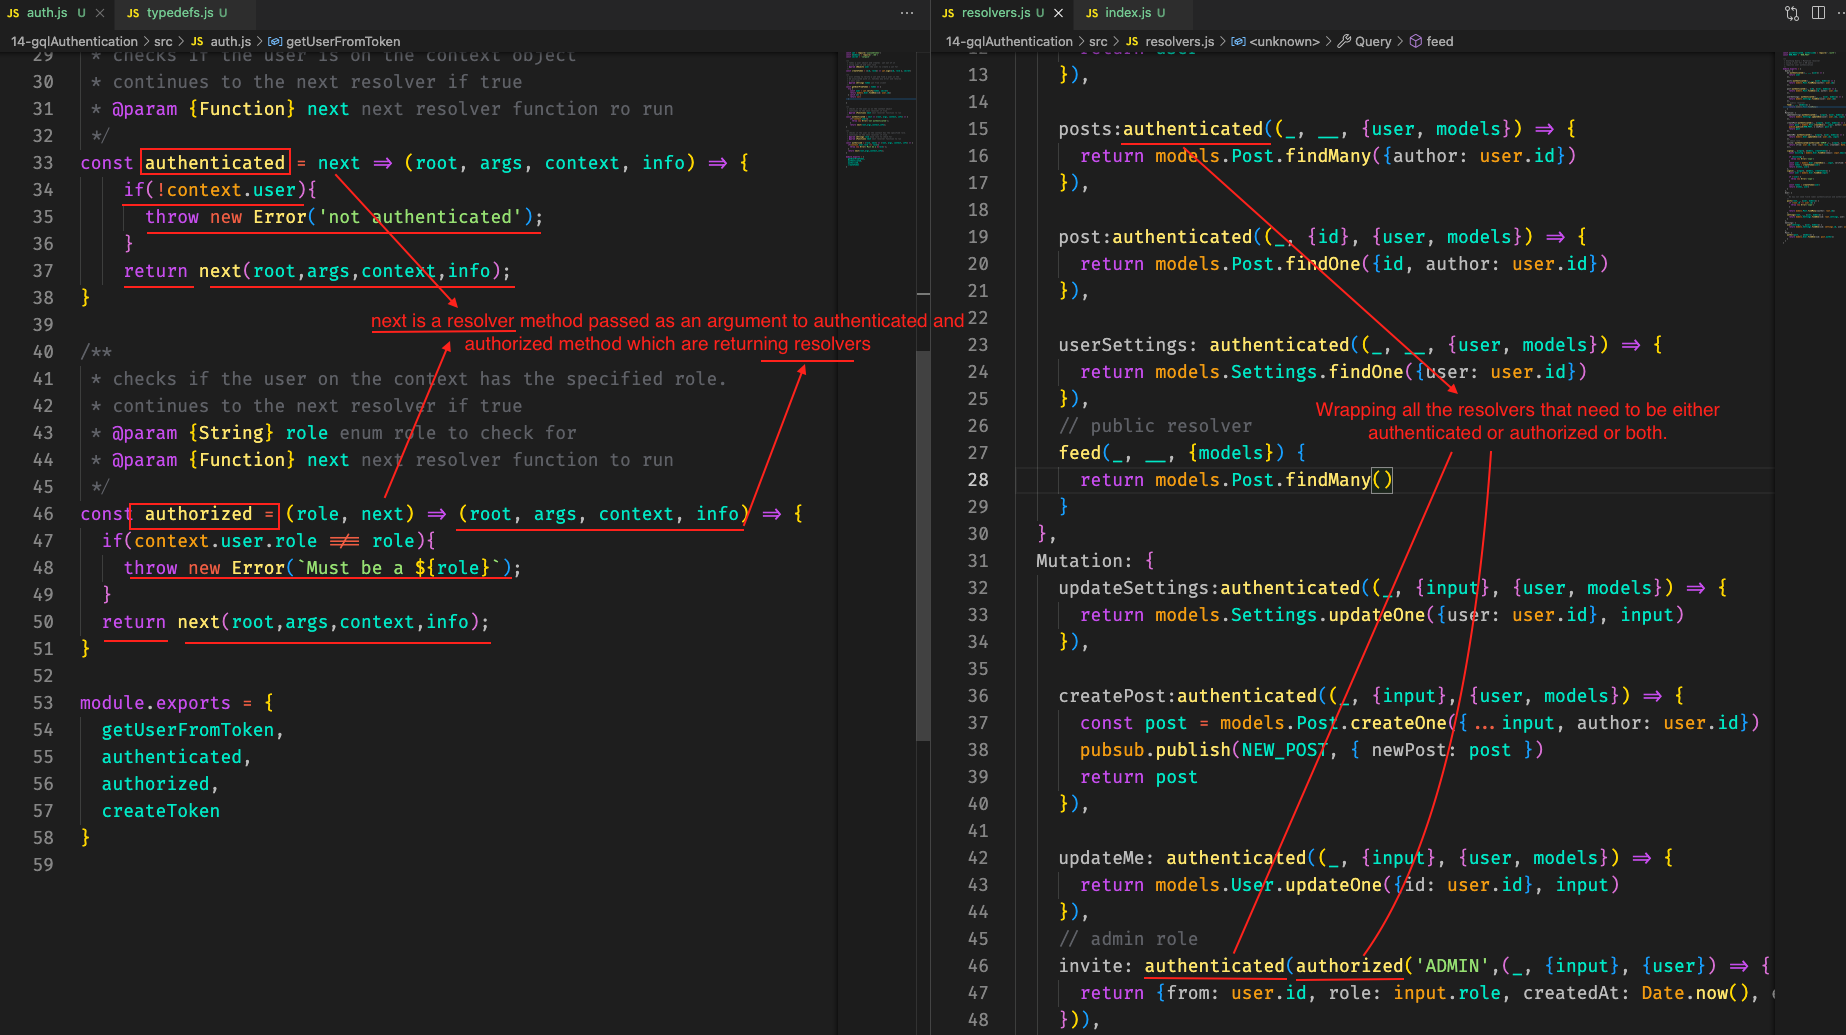 JS auth.js U ×
JS typedefs.js U
...
14-gqlAuthentication > src > JS auth.js > getUserFromToken
29 * checks if the user is on the context object
30 * continues to the next resolver if true
31 * @param {Function} next next resolver function ro run
32 */
33 const authenticated = next => (root, args, context, info) => {
34 if(!context.user){
35 throw new Error('not authenticated');
36 }
37 return next(root,args,context,info);
38 }
39
next is a resolver method passed as an argument to authenticated and
authorized method which are returning resolvers
40 /**
41 * checks if the user on the context has the specified role.
42 * continues to the next resolver if true
43 * @param {String} role enum role to check for
44 * @param {Function} next next resolver function to run
45 */
46 const authorized = (role, next) => (root, args, context, info) => {
47 if(context.user.role !== role){
48 throw new Error(`Must be a ${role}`);
49 }
50 return next(root,args,context,info);
51 }
52
53 module.exports = {
54 getUserFromToken,
55 authenticated,
56 authorized,
57 createToken
58 }
59
JS resolvers.js U ×
JS index.js U
14-gqlAuthentication > src > JS resolvers.js > <unknown> > Query > feed
12 return user
13 }),
14
15 posts:authenticated((_, __, {user, models}) => {
16 return models.Post.findMany({author: user.id})
17 }),
18
19 post:authenticated((_, {id}, {user, models}) => {
20 return models.Post.findOne({id, author: user.id})
21 }),
22
23 userSettings: authenticated((_, __, {user, models}) => {
24 return models.Settings.findOne({user: user.id})
25 }),
Wrapping all the resolvers that need to be either
authenticated or authorized or both.
26 // public resolver
27 feed(_, __, {models}) {
28 return models.Post.findMany()
29 }
30 },
31 Mutation: {
32 updateSettings:authenticated((_, {input}, {user, models}) => {
33 return models.Settings.updateOne({user: user.id}, input)
34 }),
35
36 createPost:authenticated((_, {input}, {user, models}) => {
37 const post = models.Post.createOne({...input, author: user.id})
38 pubsub.publish(NEW_POST, { newPost: post })
39 return post
40 }),
41
42 updateMe: authenticated((_, {input}, {user, models}) => {
43 return models.User.updateOne({id: user.id}, input)
44 }),
45 // admin role
46 invite: authenticated(authorized('ADMIN',(_, {input}, {user}) => {
47 return {from: user.id, role: input.role, createdAt: Date.now(),
48 })),